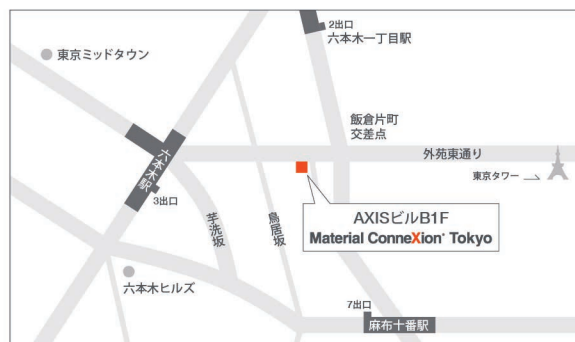 2出口
六本木一丁目駅
東京ミッドタウン
飯倉片町
交差点
外苑東通り
六本木駅
東京タワー
3出口
芋洗坂
鳥居坂
AXISビルB1F
Material ConneXion® Tokyo
六本木ヒルズ
7出口
麻布十番駅